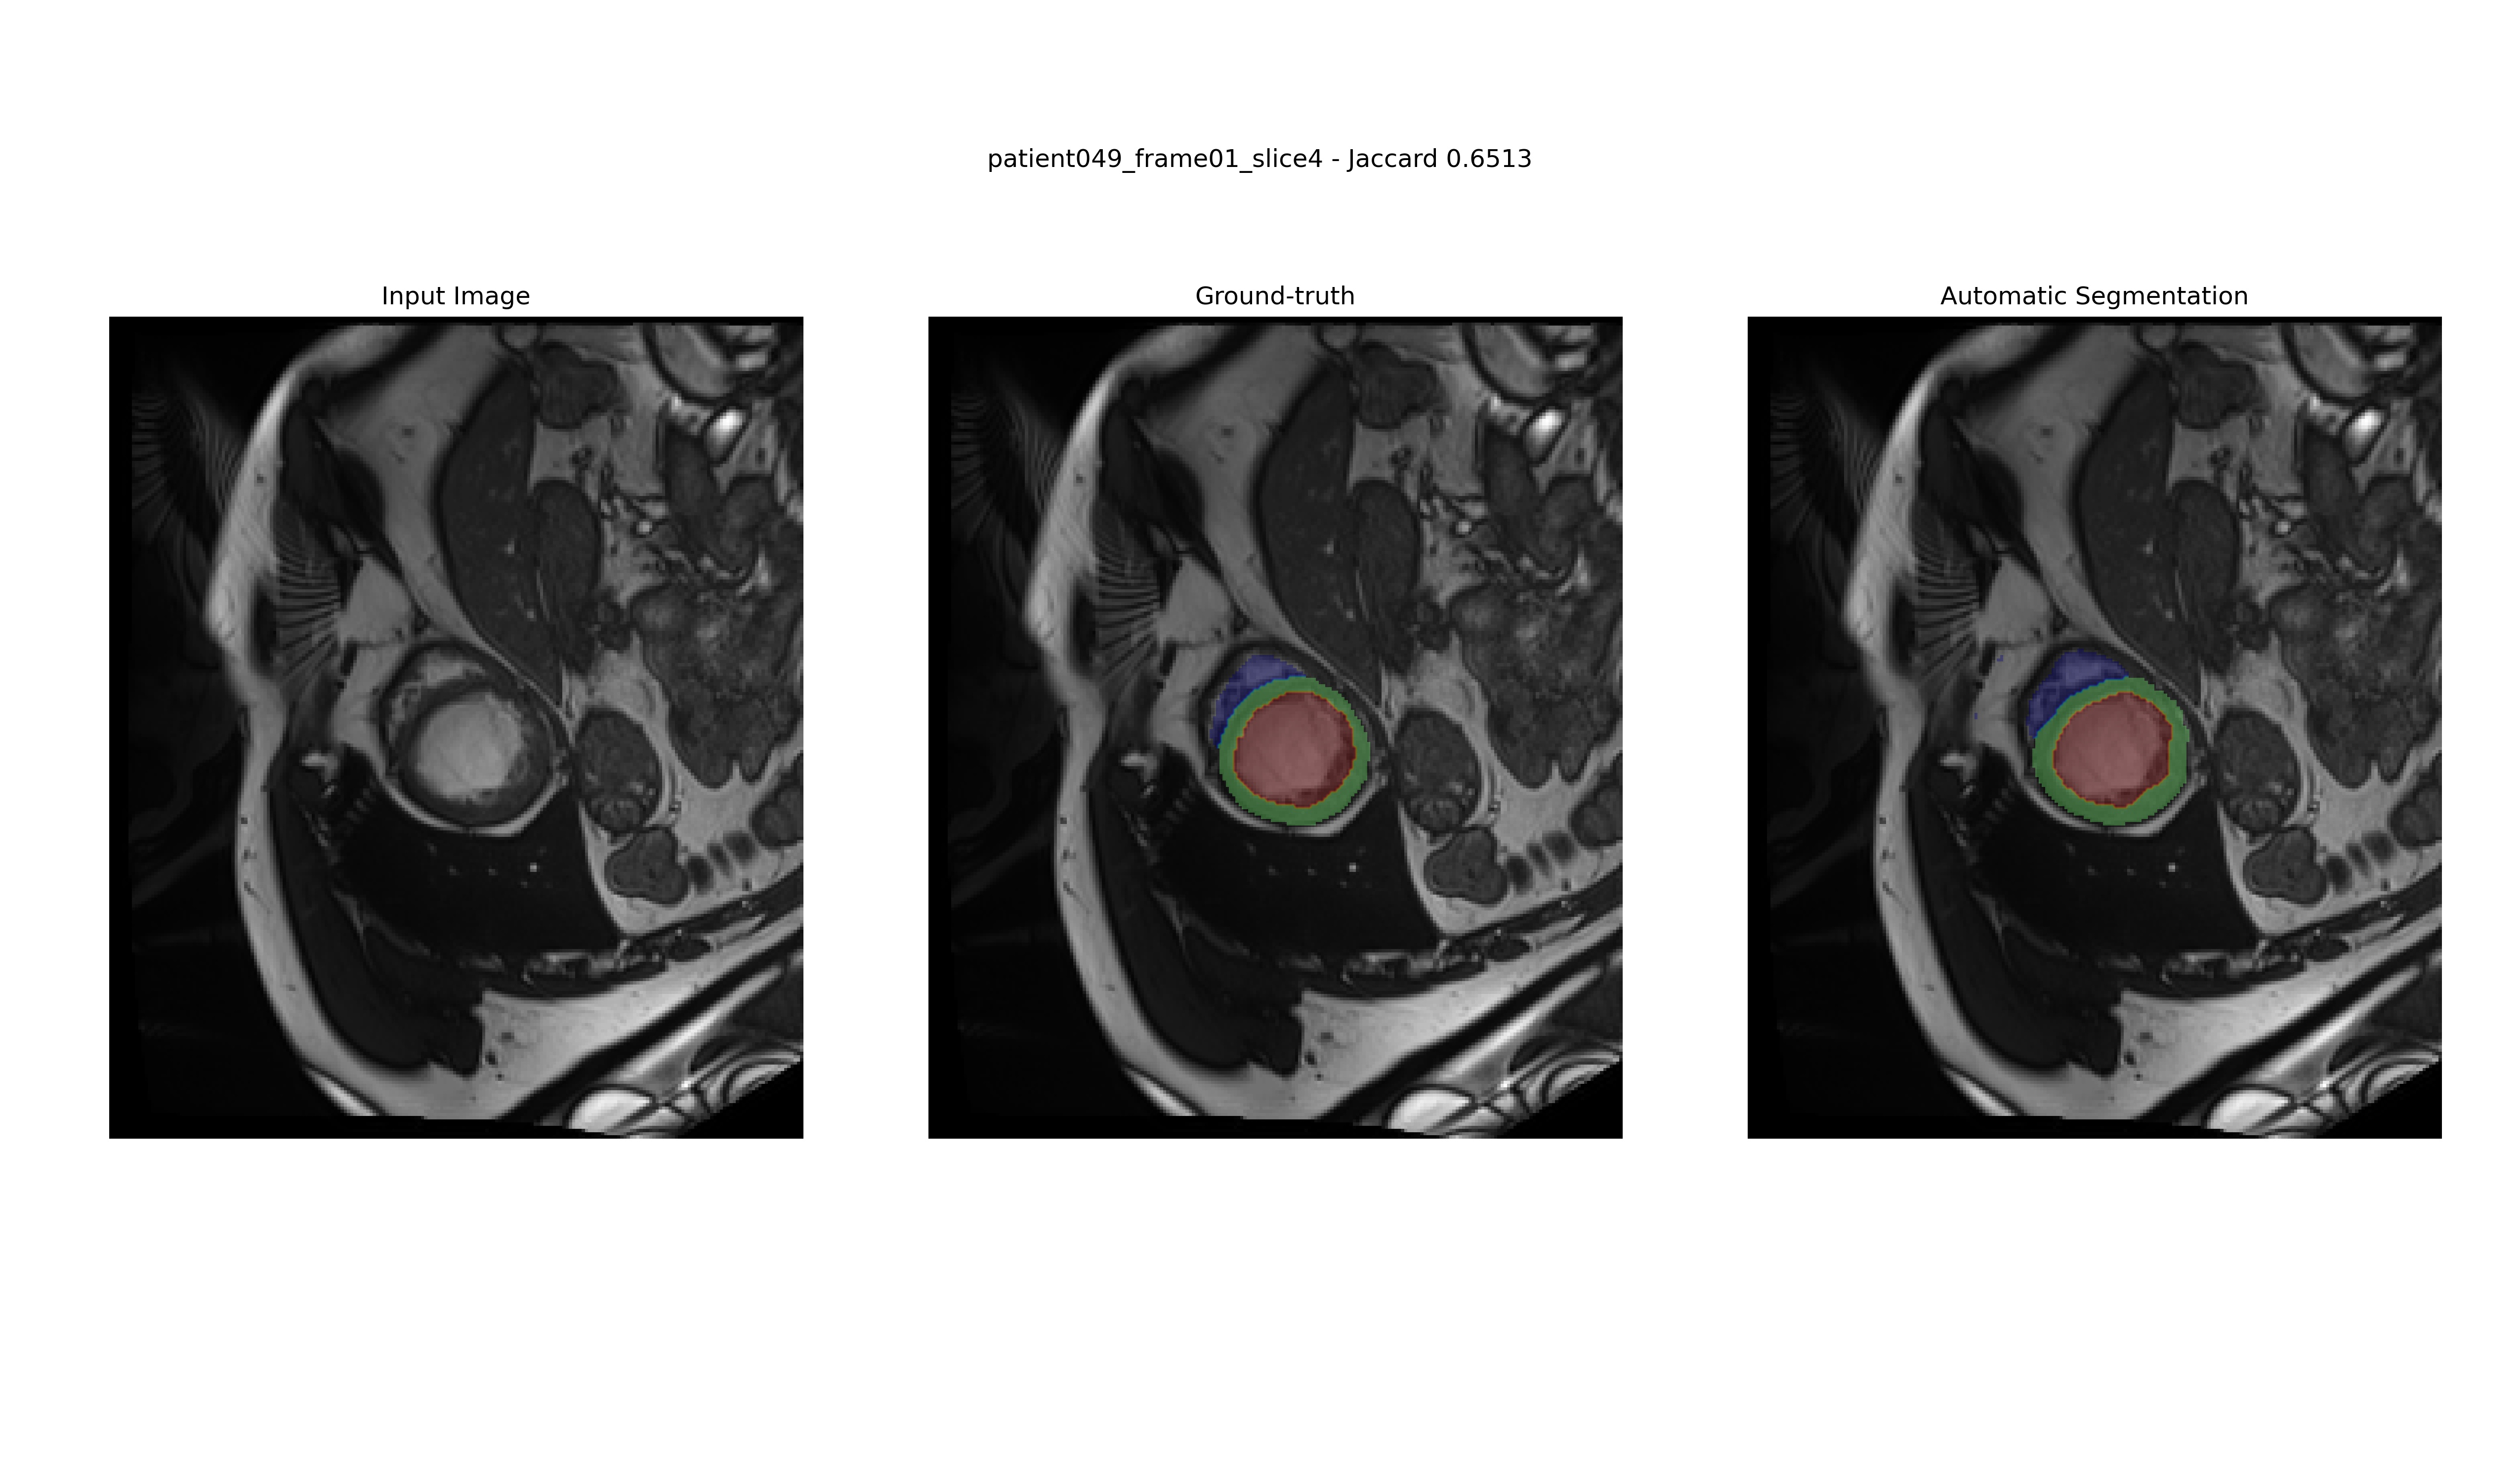 patient049_frame01_slice4 - Jaccard 0.6513
Input Image
Ground-truth
Automatic Segmentation